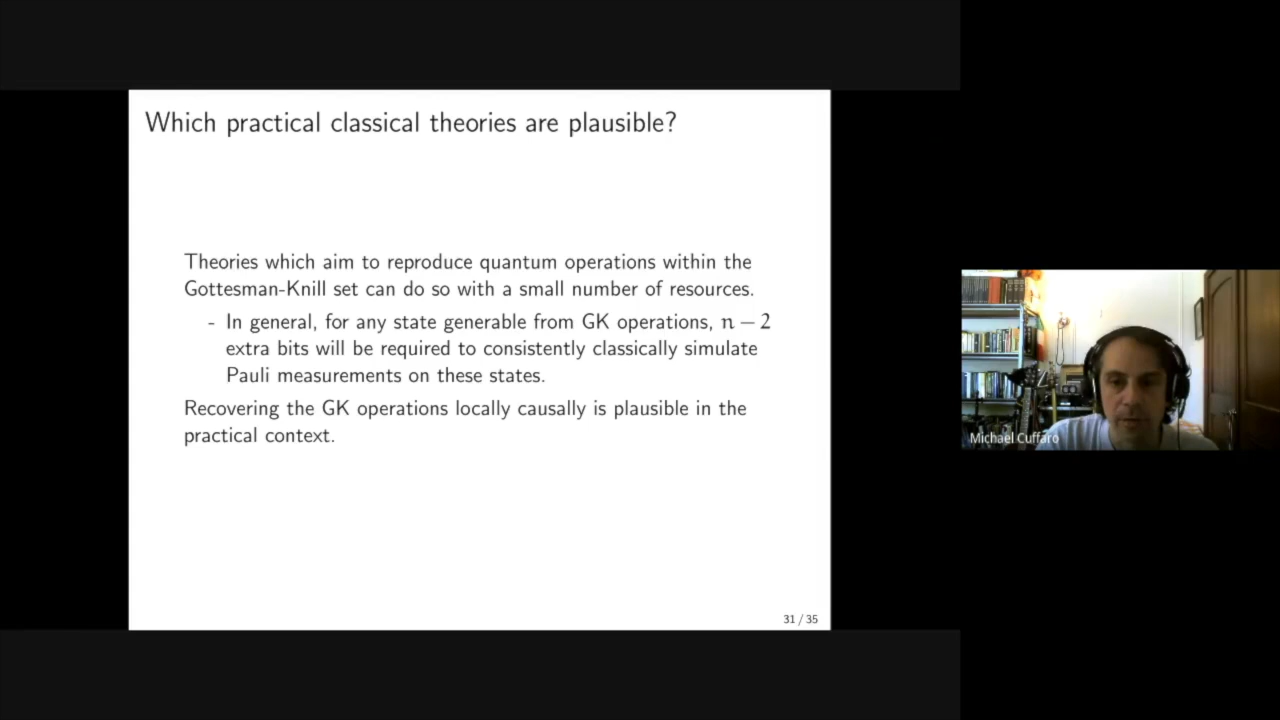 Which practical classical theories are plausible?
Theories which aim to reproduce quantum operations within the
Gottesman-Knill set can do so with a small number of resources.
- In general, for any state generable from GK operations, n − 2
extra bits will be required to consistently classically simulate
Pauli measurements on these states.
Recovering the GK operations locally causally is plausible in the
practical context.
31 / 35
Michael Cuffaro